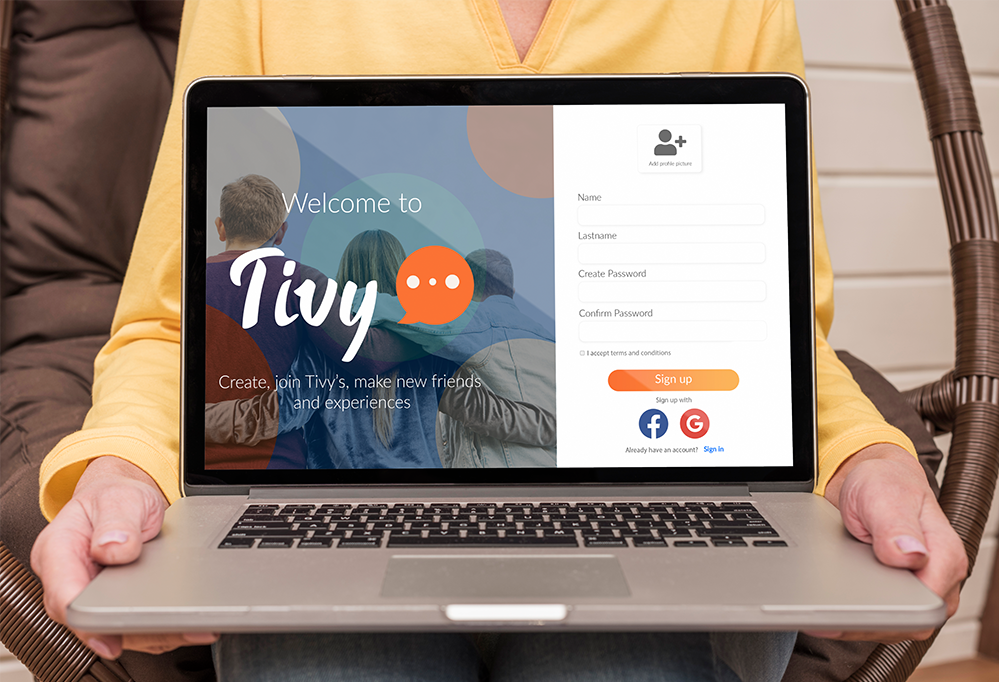 Welcome to
Tivy
Create, join Tivy's, make new friends
and experiences
Add profile picture
Name
Lastname
Create Password
Confirm Password
I accept terms and conditions
Sign up
Sign up with
f
G
Already have an account? Sign in